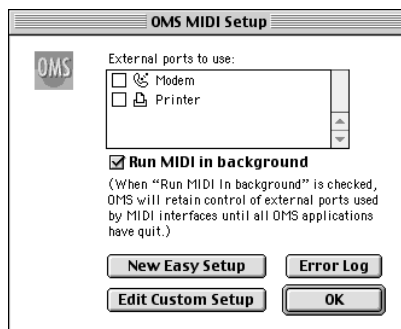 OMS MIDI Setup
OMS
External ports to use:
Modem
Printer
Run MIDI in background
(When “Run MIDI In background” is checked,
OMS will retain control of external ports used
by MIDI interfaces until all OMS applications
have quit.)
New Easy Setup
Error Log
Edit Custom Setup
OK